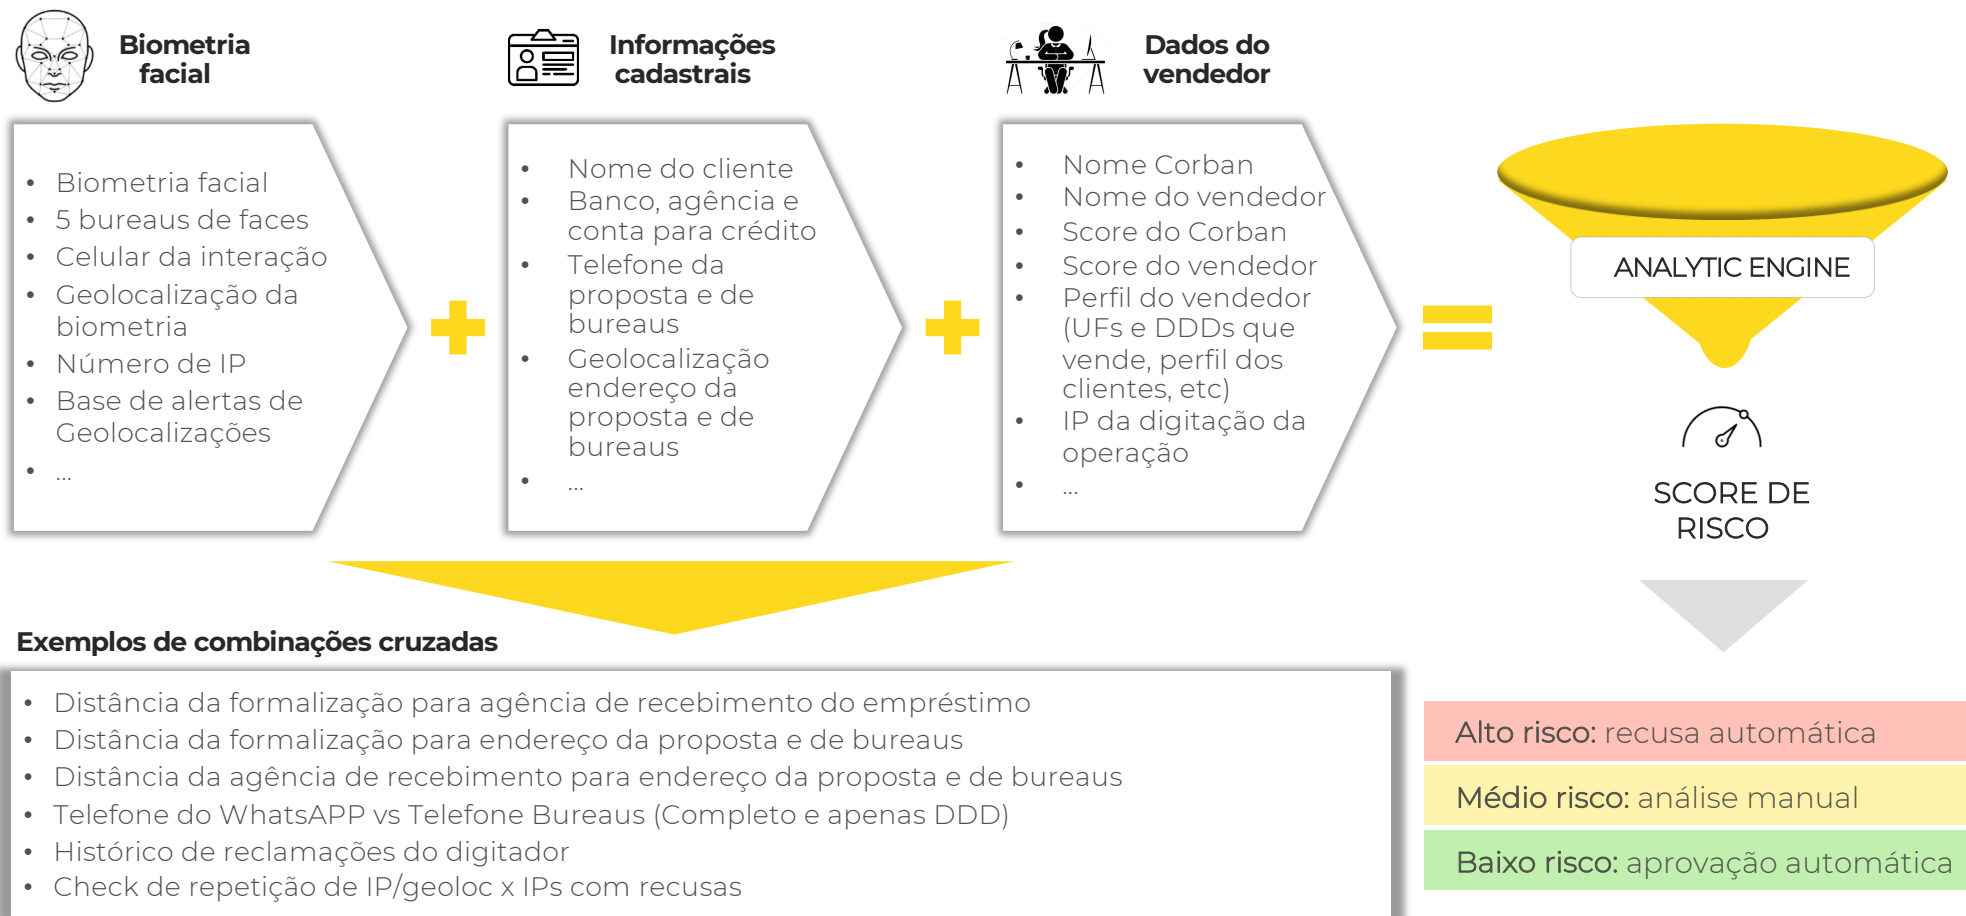 Biometria
facial
• Biometria facial
• 5 bureaus de faces
• Celular da interação
• Geolocalização da
biometria
• Número de IP
• Base de alertas de
Geolocalizações
• ...
Informações
cadastrais
• Nome do cliente
• Banco, agência e
conta para crédito
• Telefone da
proposta e de
bureaus
• Geolocalização
endereço da
proposta e de
bureaus
• ...
Dados do
vendedor
• Nome Corban
• Nome do vendedor
• Score do Corban
• Score do vendedor
• Perfil do vendedor
(UFs e DDDs que
vende, perfil dos
clientes, etc)
• IP da digitação da
operação
• ...
ANALYTIC ENGINE
SCORE DE
RISCO
Exemplos de combinações cruzadas
• Distância da formalização para agência de recebimento do empréstimo
• Distância da formalização para endereço da proposta e de bureaus
• Distância da agência de recebimento para endereço da proposta e de bureaus
• Telefone do WhatsAPP vs Telefone Bureaus (Completo e apenas DDD)
• Histórico de reclamações do digitador
• Check de repetição de IP/geoloc x IPs com recusas
Alto risco: recusa automática
Médio risco: análise manual
Baixo risco: aprovação automática